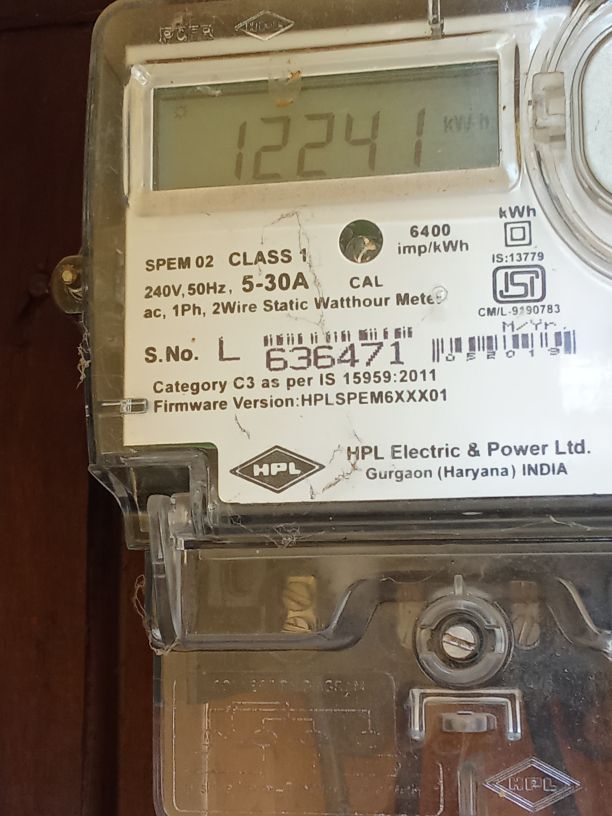 12241 kWh
kWh
6400
imp/kWh
IS:13779
SPEM 02 CLASS 1
240V, 50Hz, 5-30A, CAL
ac, 1Ph, 2Wire Static Watthour Meter
CM/L-9190783
M/Yr.
S.No. L 636471 052019
Category C3 as per IS 15959:2011
Firmware Version:HPLSPEM6XXX01
HPL
HPL Electric & Power Ltd.
Gurgaon (Haryana) INDIA
HPL